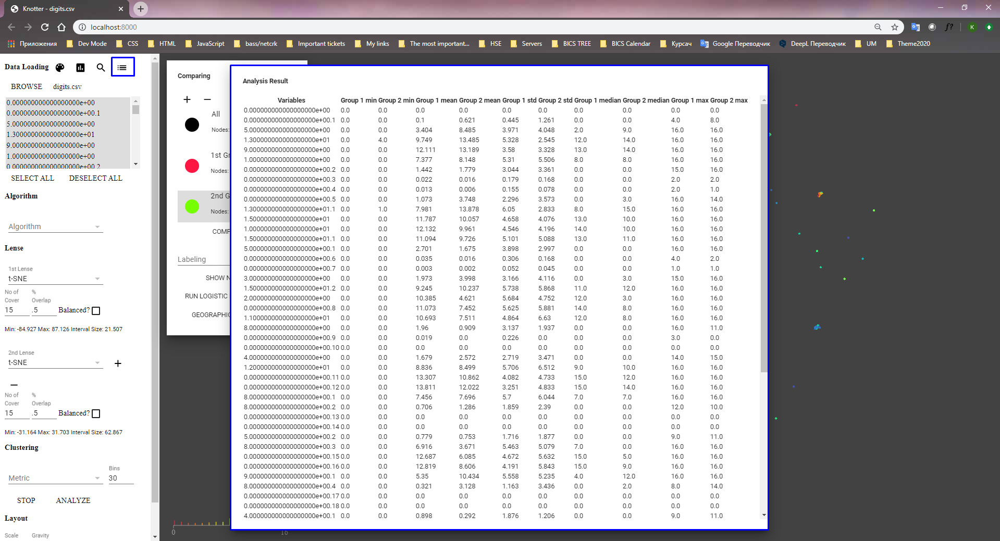 Knotter - digits.csv
localhost:8000
f?
K
Приложения Dev Mode CSS HTML JavaScript bass/netcrk Important tickets My links The most important... HSE Servers BICS TREE BICS Calendar Курсач Google Переводчик DeepL Переводчик UM Theme2020
Data Loading
BROWSE digits.csv
0.000000000000000000e+00
0.000000000000000000e+00.1
5.000000000000000000e+00
1.300000000000000000e+01
9.000000000000000000e+00
1.000000000000000000e+00
0.000000000000000000e+00.2
SELECT ALL DESELECT ALL
Algorithm
Algorithm
Lense
1st Lense
t-SNE
No of Cover % Overlap
15 .5 Balanced?
Min: -84.927 Max: 87.126 Interval Size: 21.507
2nd Lense
t-SNE
No of Cover % Overlap
15 .5 Balanced?
Min: -31.164 Max: 31.703 Interval Size: 62.867
Clustering
Metric
Bins
30
STOP ANALYZE
Layout
Scale Gravity
Comparing
All
Nodes:
1st Gr
Nodes:
2nd G
Nodes:
COMP
Labeling
SHOW N
RUN LOGISTIC
GEOGRAPHIC
0 16
Analysis Result
Variables Group 1 min Group 2 min Group 1 mean Group 2 mean Group 1 std Group 2 std Group 1 median Group 2 median Group 1 max Group 2 max
0.000000000000000000e+00 0.0 0.0 0.0 0.0 0.0 0.0 0.0 0.0 0.0 0.0
0.000000000000000000e+00.1 0.0 0.0 0.1 0.621 0.445 1.261 0.0 0.0 4.0 8.0
5.000000000000000000e+00 0.0 0.0 3.404 8.485 3.971 4.048 2.0 9.0 16.0 16.0
1.300000000000000000e+01 0.0 4.0 9.749 13.485 5.328 2.545 12.0 14.0 16.0 16.0
9.000000000000000000e+00 0.0 0.0 12.111 13.189 3.58 3.328 13.0 14.0 16.0 16.0
1.000000000000000000e+00 0.0 0.0 7.377 8.148 5.31 5.506 8.0 8.0 16.0 16.0
0.000000000000000000e+00.2 0.0 0.0 1.442 1.779 3.044 3.361 0.0 0.0 15.0 16.0
0.000000000000000000e+00.3 0.0 0.0 0.022 0.016 0.179 0.168 0.0 0.0 2.0 2.0
0.000000000000000000e+00.4 0.0 0.0 0.013 0.006 0.155 0.078 0.0 0.0 2.0 1.0
0.000000000000000000e+00.5 0.0 0.0 1.073 3.748 2.296 3.573 0.0 3.0 16.0 14.0
1.300000000000000000e+01.1 0.0 1.0 7.981 13.878 6.05 2.833 8.0 15.0 16.0 16.0
1.500000000000000000e+01 0.0 0.0 11.787 10.057 4.658 4.076 13.0 10.0 16.0 16.0
1.000000000000000000e+01 0.0 0.0 12.132 9.961 4.546 4.196 14.0 10.0 16.0 16.0
1.500000000000000000e+01.1 0.0 0.0 11.094 9.726 5.101 5.088 13.0 11.0 16.0 16.0
5.000000000000000000e+00.1 0.0 0.0 2.701 1.675 3.898 2.997 0.0 0.0 16.0 16.0
0.000000000000000000e+00.6 0.0 0.0 0.035 0.016 0.306 0.168 0.0 0.0 4.0 2.0
0.000000000000000000e+00.7 0.0 0.0 0.003 0.002 0.052 0.045 0.0 0.0 1.0 1.0
3.000000000000000000e+00 0.0 0.0 1.973 3.998 3.166 4.116 0.0 3.0 15.0 16.0
1.500000000000000000e+01.2 0.0 0.0 9.245 10.237 5.738 5.868 11.0 12.0 16.0 16.0
2.000000000000000000e+00 0.0 0.0 10.385 4.621 5.684 4.752 12.0 3.0 16.0 16.0
0.000000000000000000e+00.8 0.0 0.0 11.073 7.452 5.625 5.881 14.0 8.0 16.0 16.0
1.100000000000000000e+01 0.0 0.0 10.693 7.511 4.864 6.63 12.0 8.0 16.0 16.0
8.000000000000000000e+00 0.0 0.0 1.96 0.909 3.137 1.937 0.0 0.0 16.0 11.0
0.000000000000000000e+00.9 0.0 0.0 0.019 0.0 0.226 0.0 0.0 0.0 3.0 0.0
0.000000000000000000e+00.10 0.0 0.0 0.0 0.0 0.0 0.0 0.0 0.0 0.0 0.0
4.000000000000000000e+00 0.0 0.0 1.679 2.572 2.719 3.471 0.0 0.0 14.0 15.0
1.200000000000000000e+01 0.0 0.0 8.836 8.499 5.706 6.512 9.0 10.0 16.0 16.0
0.000000000000000000e+00.11 0.0 0.0 13.307 10.862 4.082 4.733 15.0 12.0 16.0 16.0
0.000000000000000000e+00.12 0.0 0.0 13.811 12.022 3.251 4.833 15.0 14.0 16.0 16.0
8.000000000000000000e+00.1 0.0 0.0 7.456 7.696 5.7 6.044 7.0 7.0 16.0 16.0
8.000000000000000000e+00.2 0.0 0.0 0.706 1.286 1.859 2.39 0.0 0.0 12.0 10.0
0.000000000000000000e+00.13 0.0 0.0 0.0 0.0 0.0 0.0 0.0 0.0 0.0 0.0
0.000000000000000000e+00.14 0.0 0.0 0.0 0.0 0.0 0.0 0.0 0.0 0.0 0.0
5.000000000000000000e+00.2 0.0 0.0 0.779 0.753 1.716 1.877 0.0 0.0 9.0 11.0
8.000000000000000000e+00.3 0.0 0.0 6.916 3.671 5.463 5.079 7.0 0.0 16.0 16.0
0.000000000000000000e+00.15 0.0 0.0 12.687 6.085 4.672 5.632 15.0 5.0 16.0 16.0
0.000000000000000000e+00.16 0.0 0.0 12.819 8.606 4.191 5.843 15.0 9.0 16.0 16.0
9.000000000000000000e+00.1 0.0 0.0 5.35 10.434 5.558 5.235 4.0 12.0 16.0 16.0
8.000000000000000000e+00.4 0.0 0.0 0.321 3.128 1.163 3.436 0.0 2.0 8.0 14.0
0.000000000000000000e+00.17 0.0 0.0 0.0 0.0 0.0 0.0 0.0 0.0 0.0 0.0
0.000000000000000000e+00.18 0.0 0.0 0.0 0.0 0.0 0.0 0.0 0.0 0.0 0.0
4.000000000000000000e+00.1 0.0 0.0 0.898 0.292 1.876 1.206 0.0 0.0 9.0 11.0